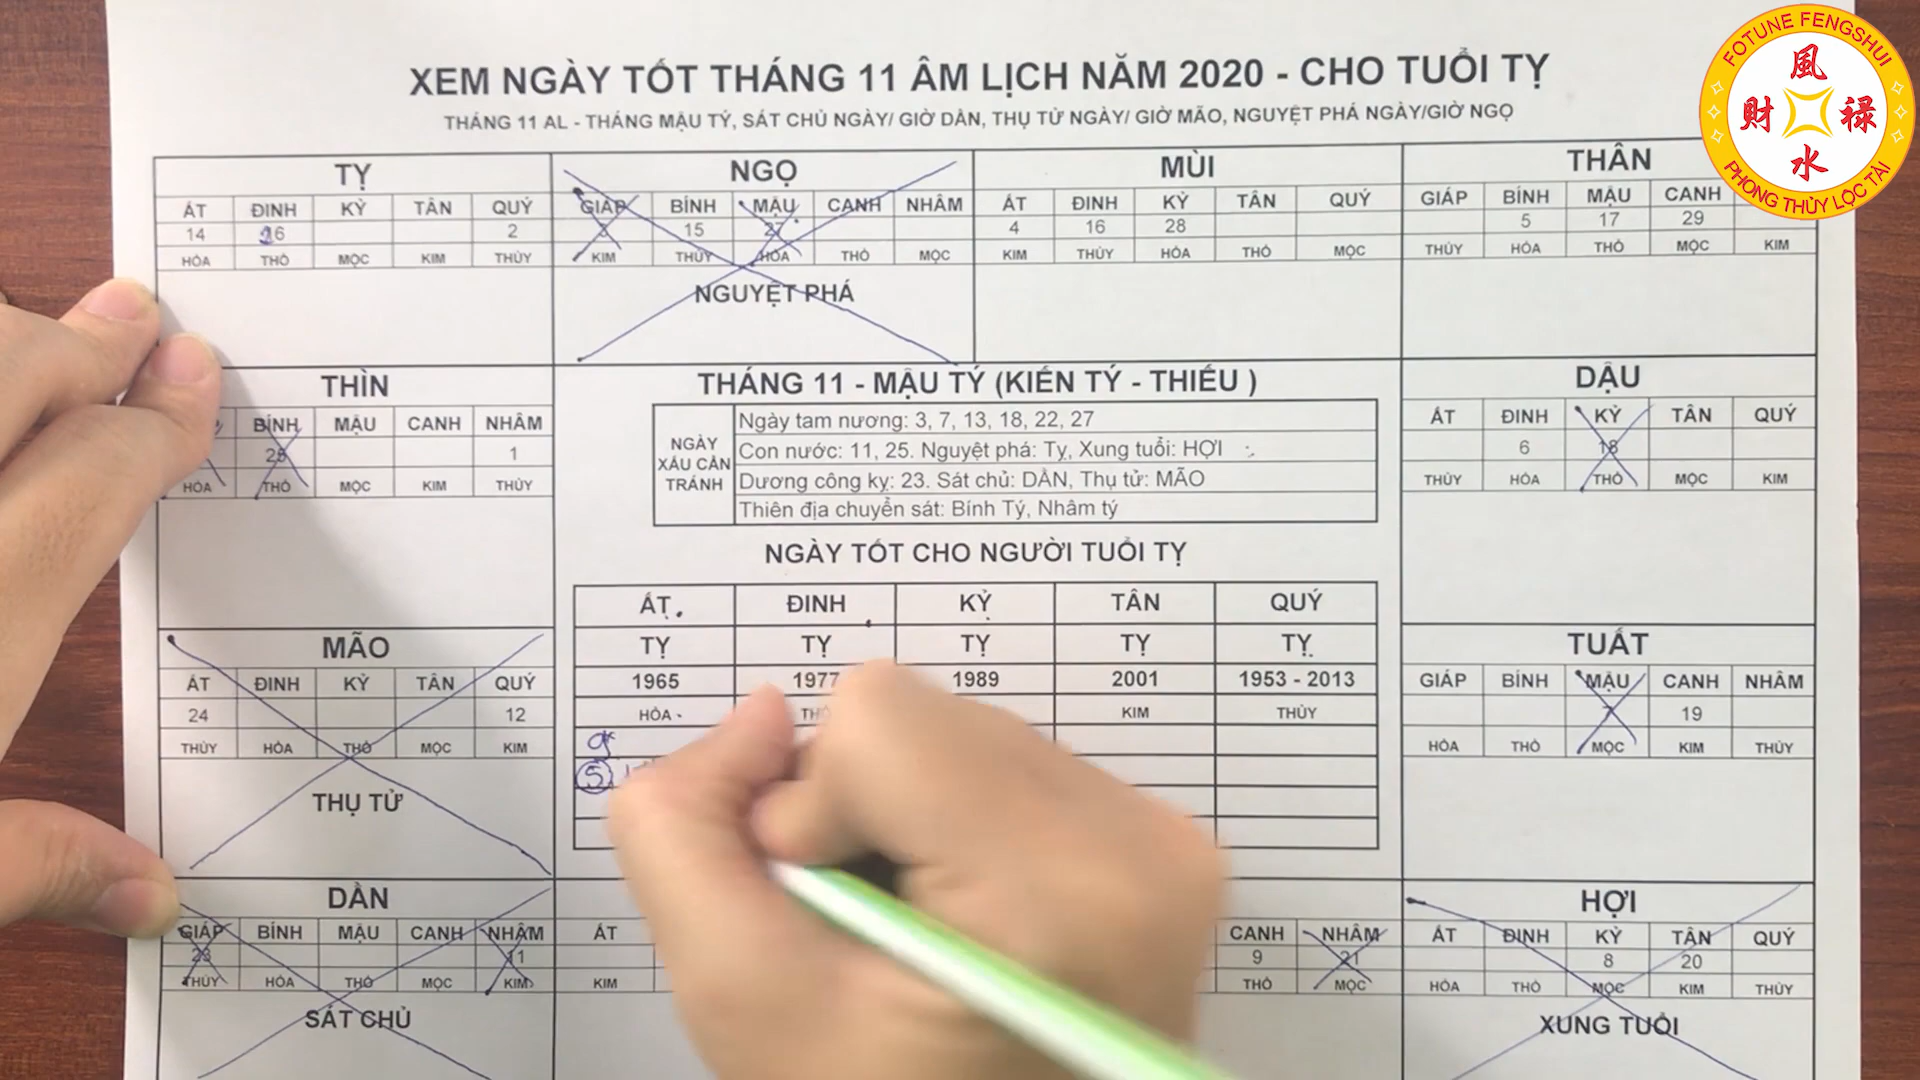 XEM NGÀY TỐT THÁNG 11 ÂM LỊCH NĂM 2020 - CHO TUỔI TỴ
THÁNG 11 AL - THÁNG MẬU TÝ, SÁT CHỦ NGÀY/ GIỜ DẦN, THỤ TỬ NGÀY/ GIỜ MÃO, NGUYỆT PHÁ NGÀY/GIỜ NGỌ
FOTUNE FENGSHUI
風
財 禄
水
PHONG THỦY LỘC TÀI
TỴ
ẤT ĐINH KỶ TÂN QUÝ
14 26 2
HỎA THỔ MỘC KIM THỦY
NGỌ
GIÁP BÍNH MẬU CANH NHÂM
3 15 27
KIM THỦY HỎA THỔ MỘC
NGUYỆT PHÁ
MÙI
ẤT ĐINH KỶ TÂN QUÝ
4 16 28
KIM THỦY HỎA THỔ MỘC
THÂN
GIÁP BÍNH MẬU CANH
5 17 29
THỦY HỎA THỔ MỘC KIM
THÌN
BÍNH MẬU CANH NHÂM
25 1
HỎA THỔ MỘC KIM THỦY
THÁNG 11 - MẬU TÝ (KIẾN TÝ - THIẾU )
NGÀY XẤU CẦN TRÁNH
Ngày tam nương: 3, 7, 13, 18, 22, 27
Con nước: 11, 25. Nguyệt phá: Tỵ, Xung tuổi: HỢI
Dương công kỵ: 23. Sát chủ: DẦN, Thụ tử: MÃO
Thiên địa chuyển sát: Bính Tý, Nhâm tý
DẬU
ẤT ĐINH KỶ TÂN QUÝ
6 18
THỦY HỎA THỔ MỘC KIM
NGÀY TỐT CHO NGƯỜI TUỔI TỴ
ẤT ĐINH KỶ TÂN QUÝ
TỴ TỴ TỴ TỴ TỴ
1965 1977 1989 2001 1953 - 2013
HỎA THỔ KIM THỦY
9
5
MÃO
ẤT ĐINH KỶ TÂN QUÝ
24 12
THỦY HỎA THỔ MỘC KIM
THỤ TỬ
TUẤT
GIÁP BÍNH MẬU CANH NHÂM
7 19
HỎA THỔ MỘC KIM THỦY
DẦN
GIÁP BÍNH MẬU CANH NHÂM
23 11
THỦY HỎA THỔ MỘC KIM
SÁT CHỦ
ẤT
KIM
CANH NHÂM
9 21
THỔ MỘC
HỢI
ẤT ĐINH KỶ TÂN QUÝ
8 20
HỎA THỔ MỘC KIM THỦY
XUNG TUỔI